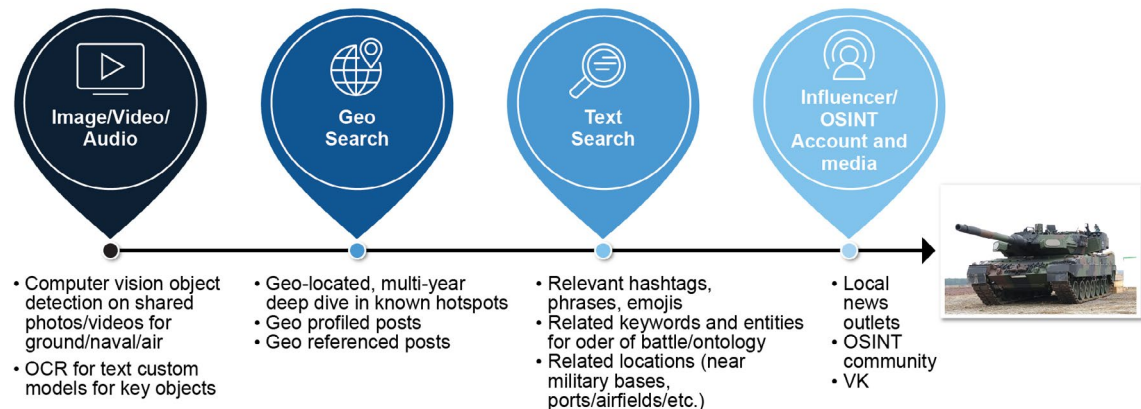 Image/Video/
Audio
Geo
Search
Text
Search
Influencer/
OSINT
Account and
media
• Computer vision object
detection on shared
photos/videos for
ground/naval/air
• OCR for text custom
models for key objects
• Geo-located, multi-year
deep dive in known hotspots
• Geo profiled posts
• Geo referenced posts
• Relevant hashtags,
phrases, emojis
• Related keywords and entities
for oder of battle/ontology
• Related locations (near
military bases,
ports/airfields/etc.)
• Local
news
outlets
• OSINT
community
• VK